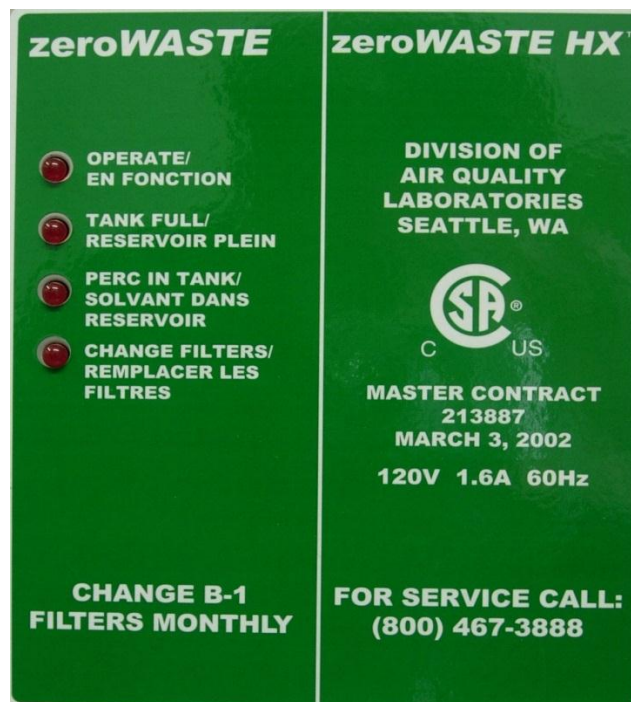 zeroWASTE
OPERATE/
EN FONCTION
TANK FULL/
RESERVOIR PLEIN
PERC IN TANK/
SOLVANT DANS
RESERVOIR
CHANGE FILTERS/
REMPLACER LES
FILTRES
CHANGE B-1
FILTERS MONTHLY
zeroWASTE HX™
DIVISION OF
AIR QUALITY
LABORATORIES
SEATTLE, WA
CSA®
C US
MASTER CONTRACT
213887
MARCH 3, 2002
120V 1.6A 60Hz
FOR SERVICE CALL:
(800) 467-3888